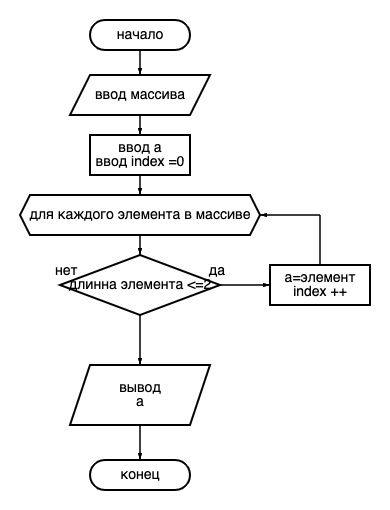 начало
ввод массива
ввод a
ввод index =0
для каждого элемента в массиве
нет
да
длинна элемента <=2
a=элемент
index ++
вывод
a
конец